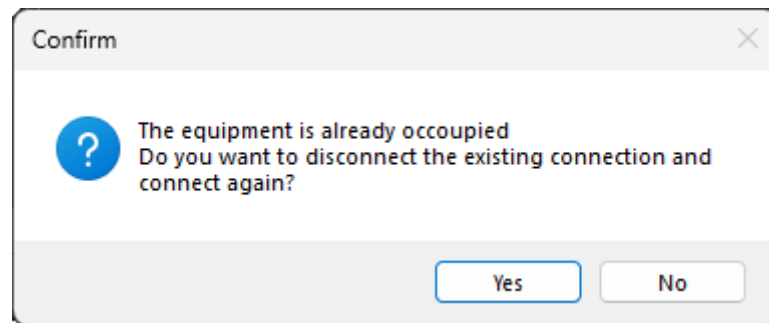 Confirm
The equipment is already occoupied
Do you want to disconnect the existing connection and
connect again?
Yes
No